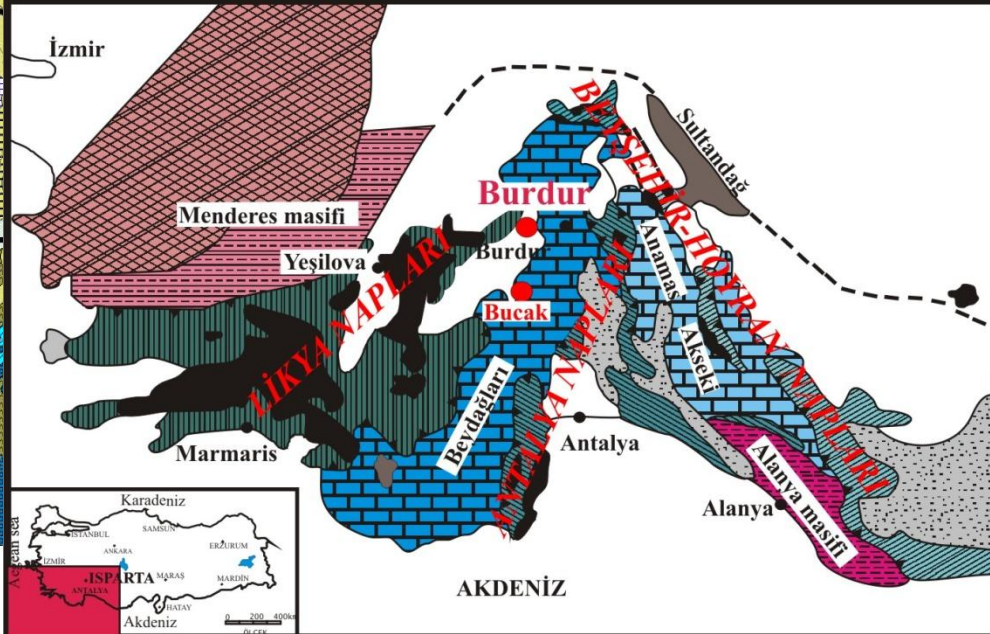 İzmir
Sultandağ
BEYŞEHİR-HOYRAN NAPLARI
Menderes masifi
Burdur
Yeşilova
Burdur
Anamas
LİKYA NAPLARI
Bucak
ANTALYA NAPLARI
Akseki
Beydağları
Marmaris
Antalya
Alanya
Alanya masifi
AKDENİZ
Karadeniz
Aegean sea
SAMSUN
İSTANBUL
ANKARA
ERZURUM
İZMİR
ISPARTA
MARAŞ
MARDİN
ANTALYA
HATAY
Akdeniz
0 200 400km
ÖLÇEK